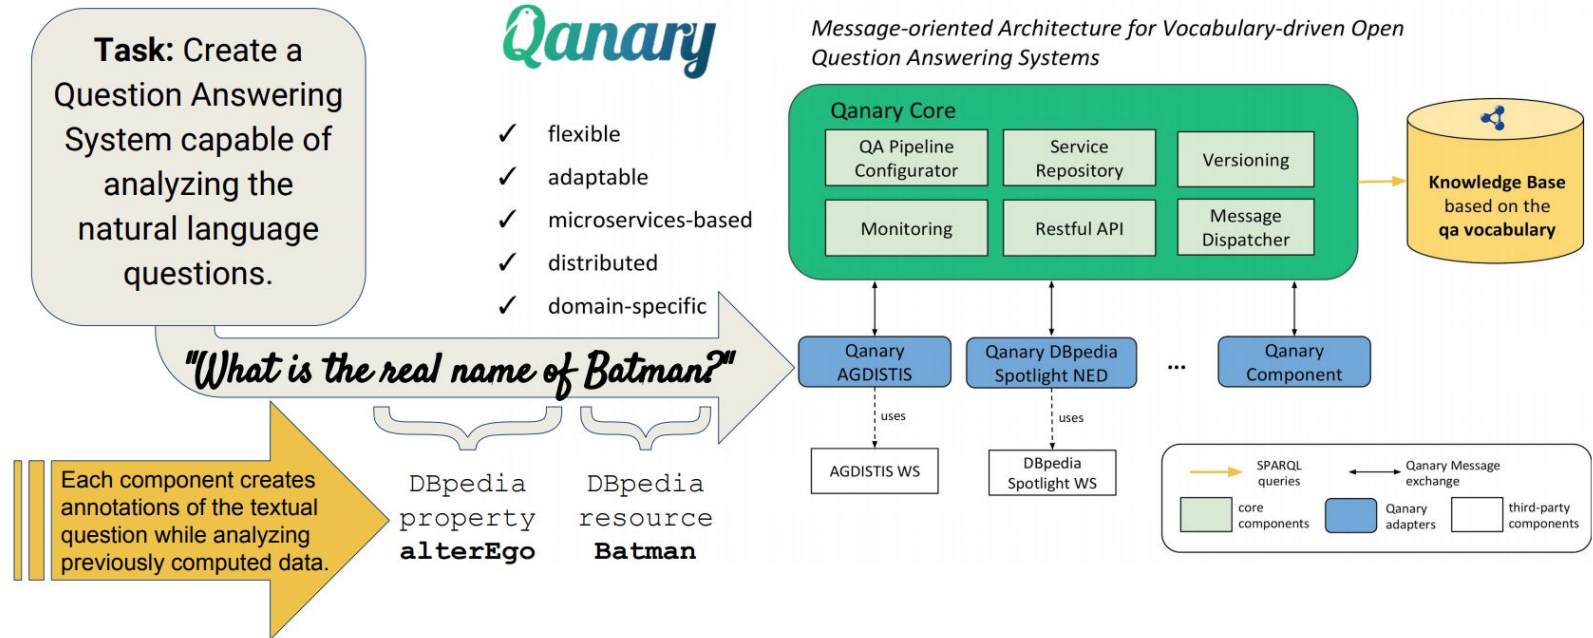 Task: Create a
Question Answering
System capable of
analyzing the
natural language
questions.
Qanary
✓ flexible
✓ adaptable
✓ microservices-based
✓ distributed
✓ domain-specific
"What is the real name of Batman?"
Each component creates
annotations of the textual
question while analyzing
previously computed data.
DBpedia
property
alterEgo
DBpedia
resource
Batman
Message-oriented Architecture for Vocabulary-driven Open
Question Answering Systems
Qanary Core
QA Pipeline
Configurator
Service
Repository
Versioning
Monitoring
Restful API
Message
Dispatcher
Knowledge Base
based on the
qa vocabulary
Qanary
AGDISTIS
Qanary DBpedia
Spotlight NED
...
Qanary
Component
uses
uses
AGDISTIS WS
DBpedia
Spotlight WS
SPARQL
queries
Qanary Message
exchange
core
components
Qanary
adapters
third-party
components